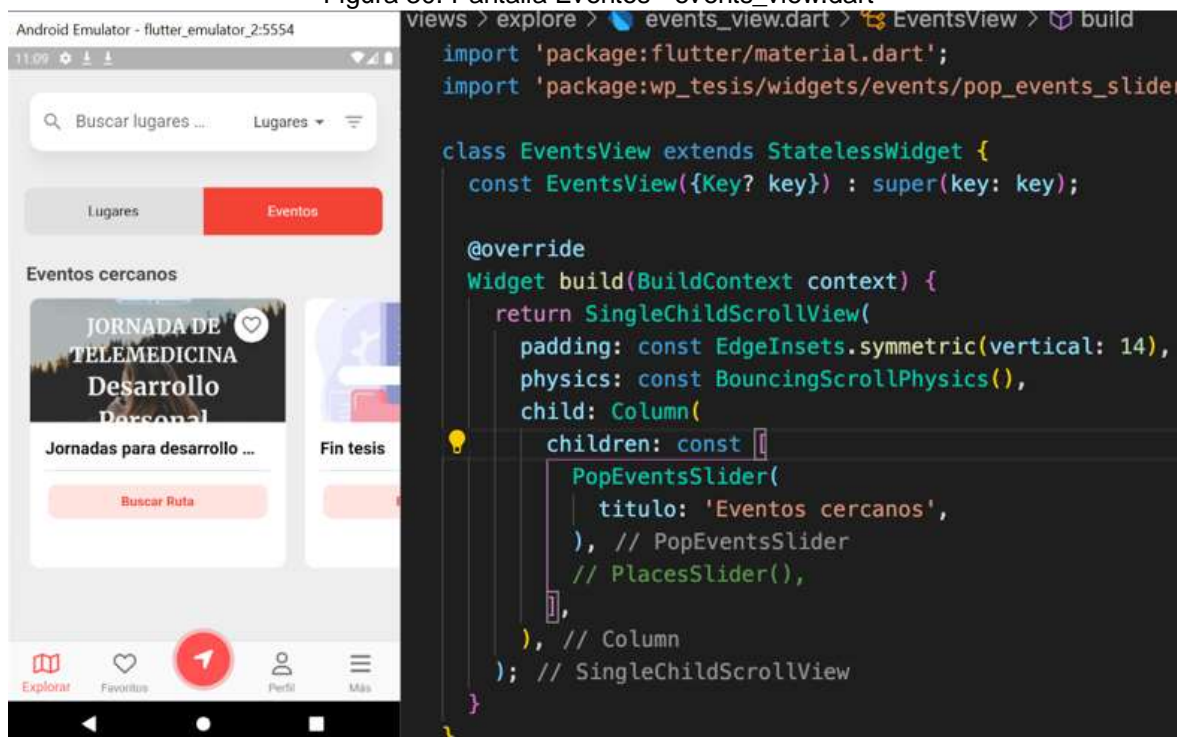 Android Emulator - flutter_emulator_2:5554
11:09
Buscar lugares ...
Lugares
Lugares
Eventos
Eventos cercanos
JORNADA DE
TELEMEDICINA
Desarrollo
Personal
Jornadas para desarrollo ...
Fin tesis
Buscar Ruta
Explorar
Favoritos
Perfil
Más
views > explore > events_view.dart > EventsView > build
import 'package:flutter/material.dart';
import 'package:wp_tesis/widgets/events/pop_events_slider
class EventsView extends StatelessWidget {
const EventsView({Key? key}) : super(key: key);
@override
Widget build(BuildContext context) {
return SingleChildScrollView(
padding: const EdgeInsets.symmetric(vertical: 14),
physics: const BouncingScrollPhysics(),
child: Column(
children: const [
PopEventsSlider(
titulo: 'Eventos cercanos',
), // PopEventsSlider
// PlacesSlider(),
],
), // Column
); // SingleChildScrollView
}
}